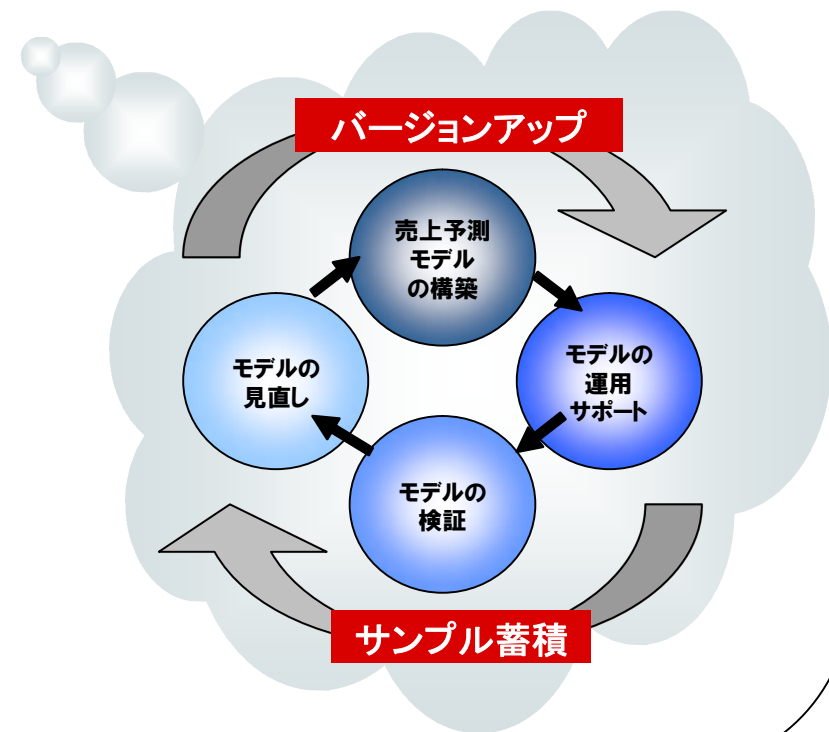 バージョンアップ
売上予測
モデル
の構築
モデルの
見直し
モデルの
運用
サポート
モデルの
検証
サンプル蓄積